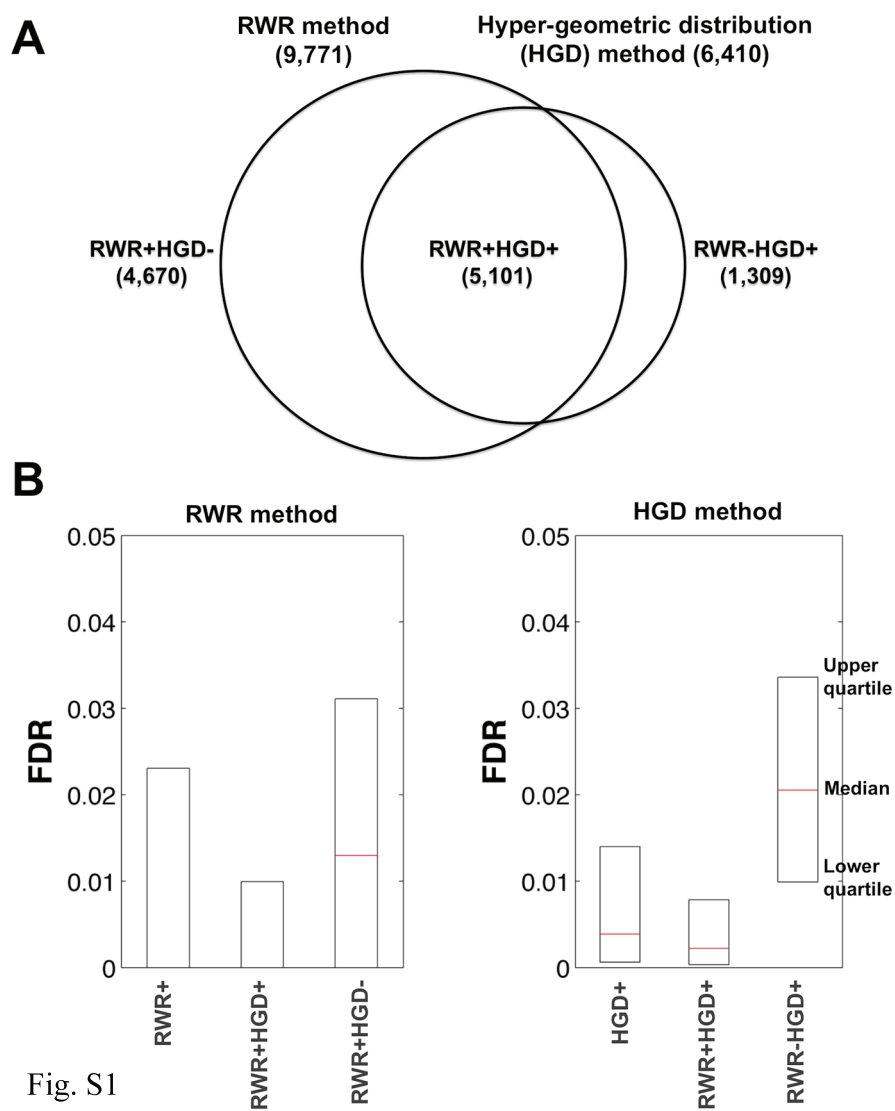 A
RWR method
(9,771)
Hyper-geometric distribution
(HGD) method (6,410)
RWR+HGD-
(4,670)
RWR+HGD+
(5,101)
RWR-HGD+
(1,309)
B
RWR method
0.05
0.04
0.03
0.02
0.01
0
FDR
RWR+
RWR+HGD+
RWR+HGD-
HGD method
0.05
0.04
0.03
0.02
0.01
0
FDR
Upper
quartile
Median
Lower
quartile
HGD+
RWR+HGD+
RWR-HGD+
Fig. S1